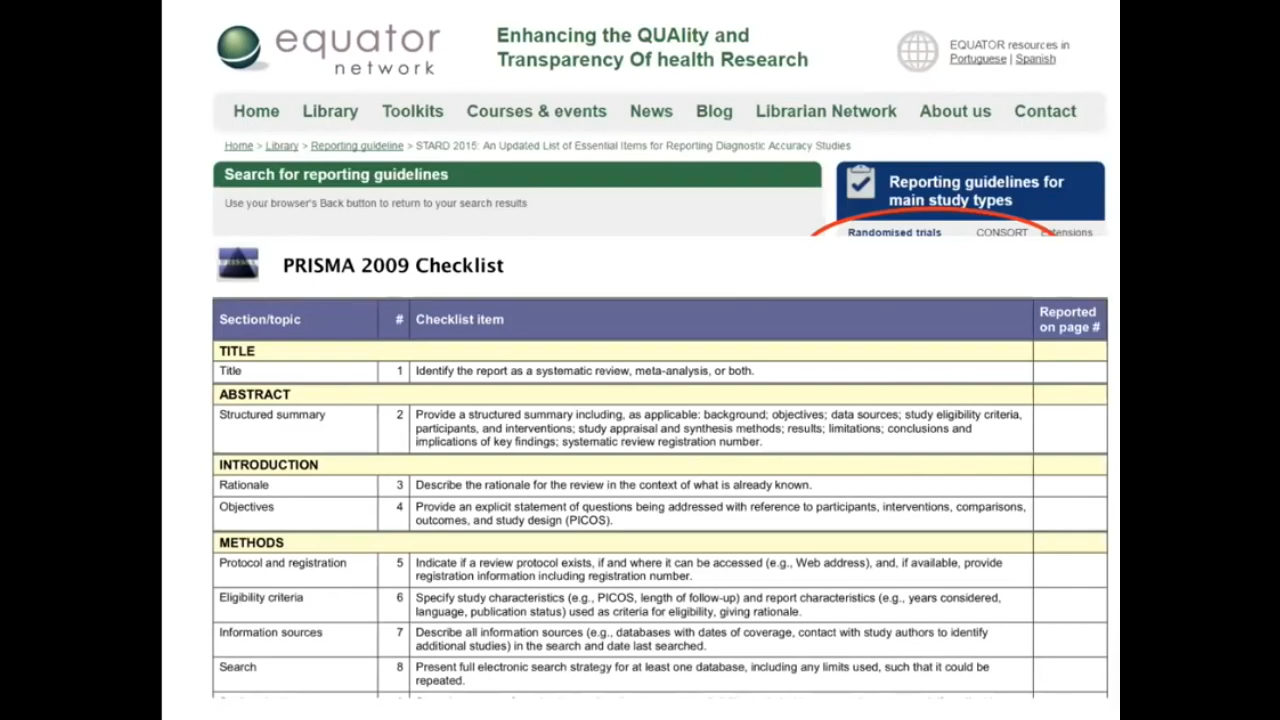 equator
network
Enhancing the QUAlity and
Transparency Of health Research
EQUATOR resources in
Portuguese | Spanish
Home Library Toolkits Courses & events News Blog Librarian Network About us Contact
Home > Library > Reporting guideline > STARD 2015: An Updated List of Essential Items for Reporting Diagnostic Accuracy Studies
Search for reporting guidelines
Use your browser's Back button to return to your search results
Reporting guidelines for
main study types
Randomised trials CONSORT Extensions
PRISMA 2009 Checklist
Section/topic # Checklist item Reported
on page #
TITLE
Title 1 Identify the report as a systematic review, meta-analysis, or both.
ABSTRACT
Structured summary 2 Provide a structured summary including, as applicable: background; objectives; data sources; study eligibility criteria,
participants, and interventions; study appraisal and synthesis methods; results; limitations; conclusions and
implications of key findings; systematic review registration number.
INTRODUCTION
Rationale 3 Describe the rationale for the review in the context of what is already known.
Objectives 4 Provide an explicit statement of questions being addressed with reference to participants, interventions, comparisons,
outcomes, and study design (PICOS).
METHODS
Protocol and registration 5 Indicate if a review protocol exists, if and where it can be accessed (e.g., Web address), and, if available, provide
registration information including registration number.
Eligibility criteria 6 Specify study characteristics (e.g., PICOS, length of follow-up) and report characteristics (e.g., years considered,
language, publication status) used as criteria for eligibility, giving rationale.
Information sources 7 Describe all information sources (e.g., databases with dates of coverage, contact with study authors to identify
additional studies) in the search and date last searched.
Search 8 Present full electronic search strategy for at least one database, including any limits used, such that it could be
repeated.